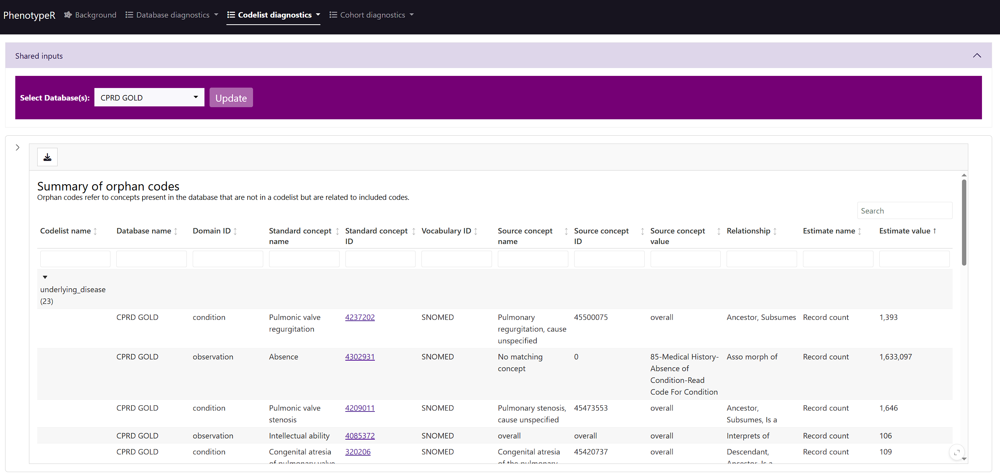 PhenotypeR Background Database diagnostics Codelist diagnostics Cohort diagnostics
Shared inputs
Select Database(s): CPRD GOLD Update
Summary of orphan codes
Orphan codes refer to concepts present in the database that are not in a codelist but are related to included codes.
Search
Codelist name Database name Domain ID Standard concept Standard concept Vocabulary ID Source concept Source concept Source concept Relationship Estimate name Estimate value
name ID name ID value
underlying_disease
(23)
CPRD GOLD condition Pulmonic valve 4237202 SNOMED Pulmonary 45500075 overall Ancestor, Subsumes Record count 1,393
regurgitation regurgitation, cause
unspecified
CPRD GOLD observation Absence 4302931 SNOMED No matching 0 85-Medical History- Asso morph of Record count 1,633,097
concept Absence of
Condition-Read
Code For Condition
CPRD GOLD condition Pulmonic valve 4209011 SNOMED Pulmonary stenosis, 45473553 overall Ancestor, Record count 1,646
stenosis cause unspecified Subsumes, Is a
CPRD GOLD observation Intellectual ability 4085372 SNOMED overall overall overall Interprets of Record count 106
CPRD GOLD condition Congenital atresia 320206 SNOMED Congenital atresia 45420737 overall Descendant, Record count 109
of pulmonary valve of the pulmonary Ancestor, Is a